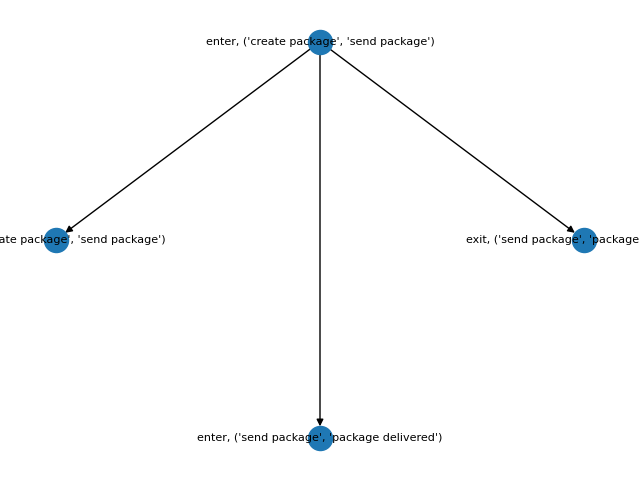 enter, ('create package', 'send package')
ate package', 'send package')
exit, ('send package', 'package
enter, ('send package', 'package delivered')